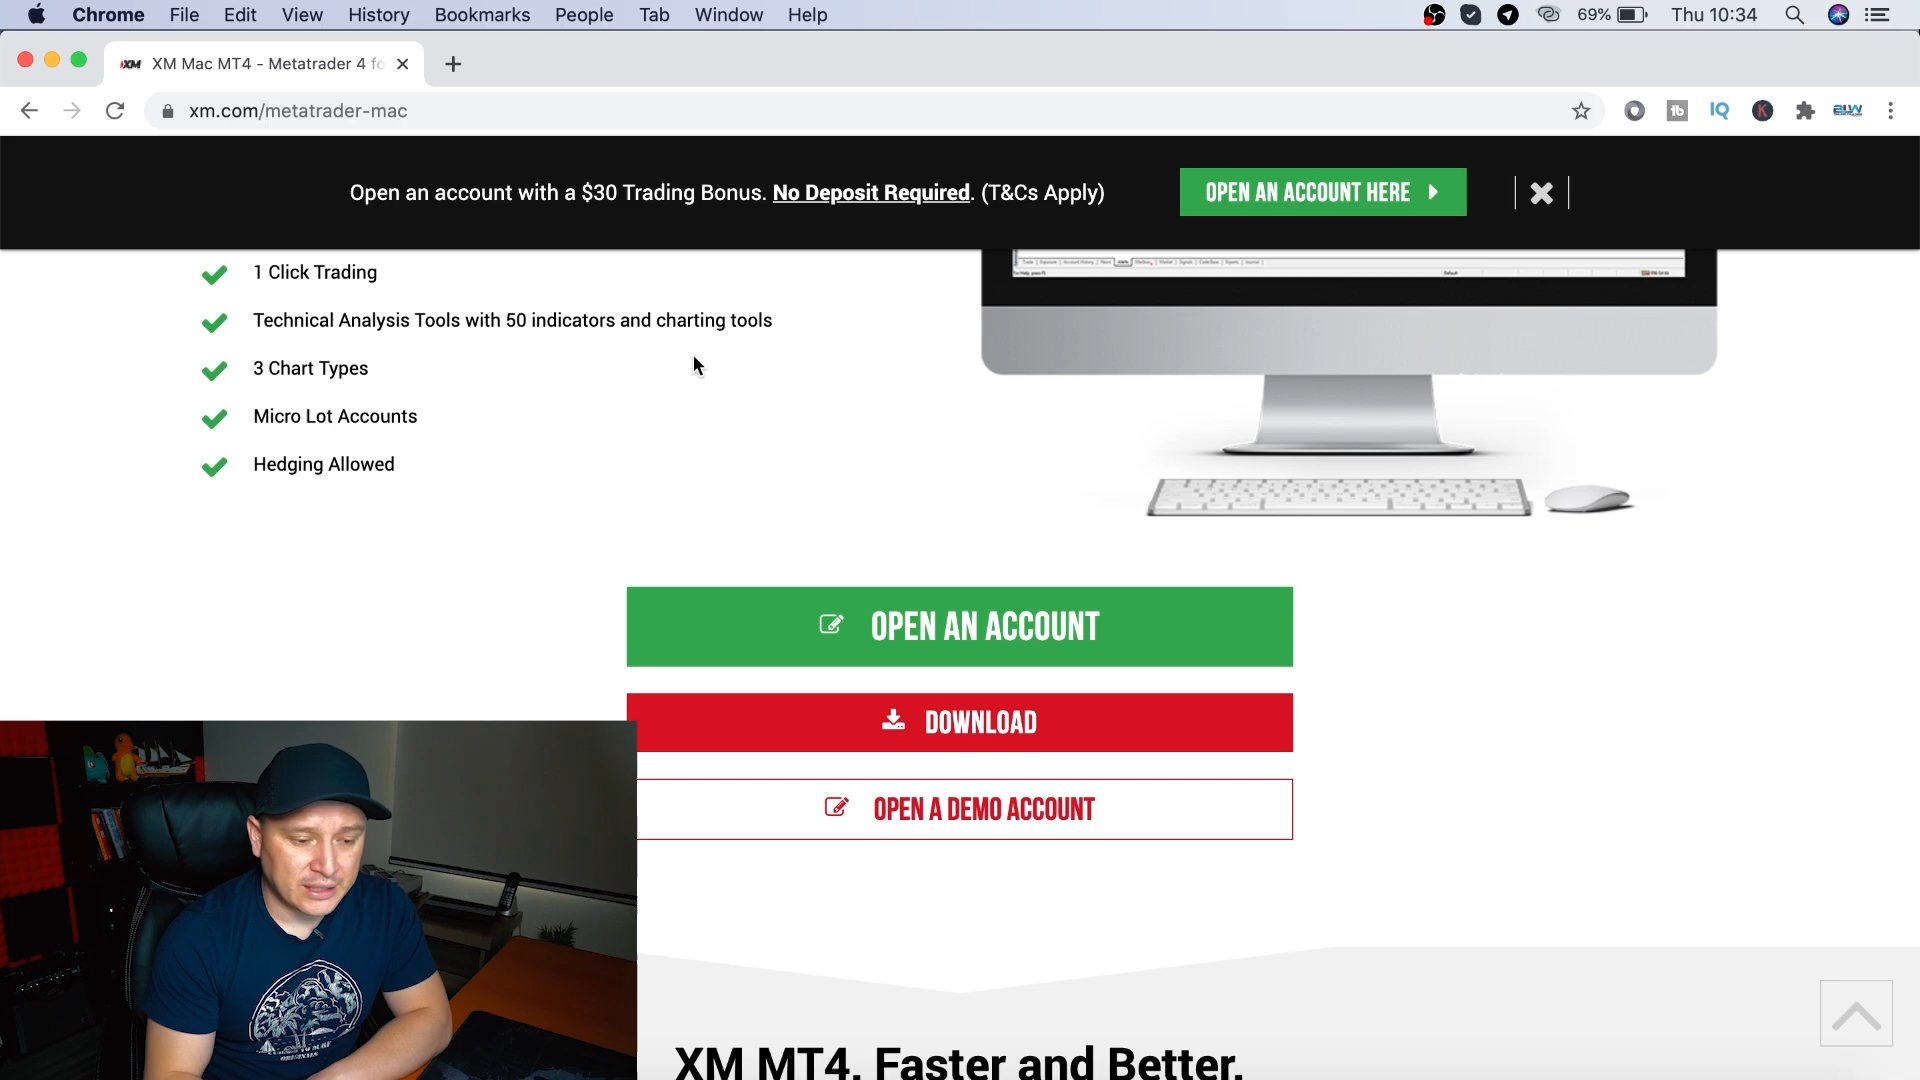 Chrome File Edit View History Bookmarks People Tab Window Help
69% Thu 10:34
XM XM Mac MT4 - Metatrader 4 fo
xm.com/metatrader-mac
tb IQ K
Open an account with a $30 Trading Bonus. No Deposit Required. (T&Cs Apply)
OPEN AN ACCOUNT HERE
1 Click Trading
Technical Analysis Tools with 50 indicators and charting tools
3 Chart Types
Micro Lot Accounts
Hedging Allowed
OPEN AN ACCOUNT
DOWNLOAD
OPEN A DEMO ACCOUNT
XM MT4. Faster and Better.